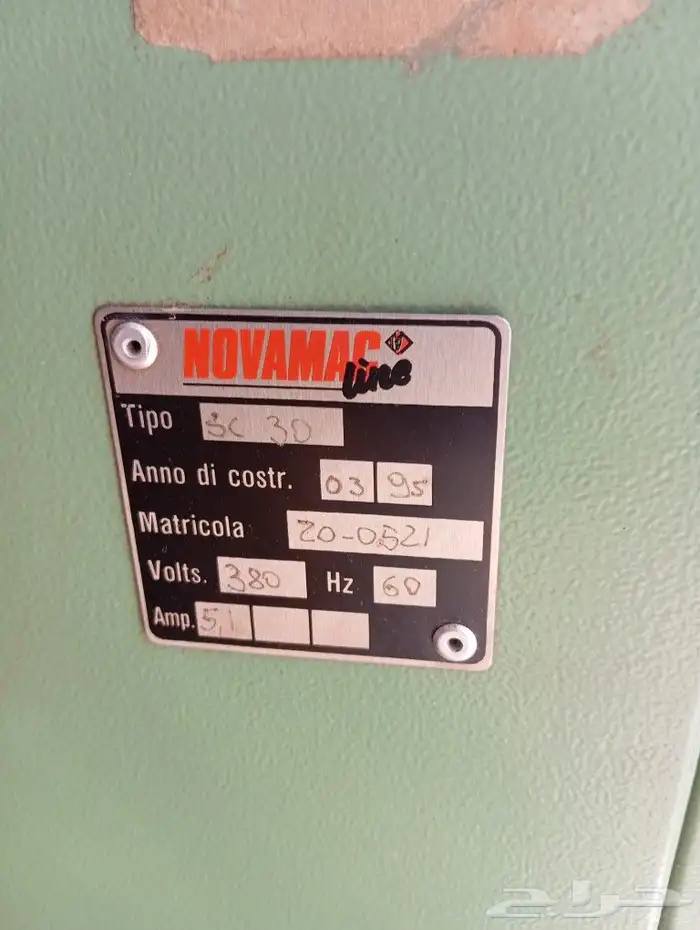 NOVAMAC
line
Tipo SC 30
Anno di costr. 03 95
Matricola 20-0521
Volts. 380 Hz 60
Amp. 5,1
حراج